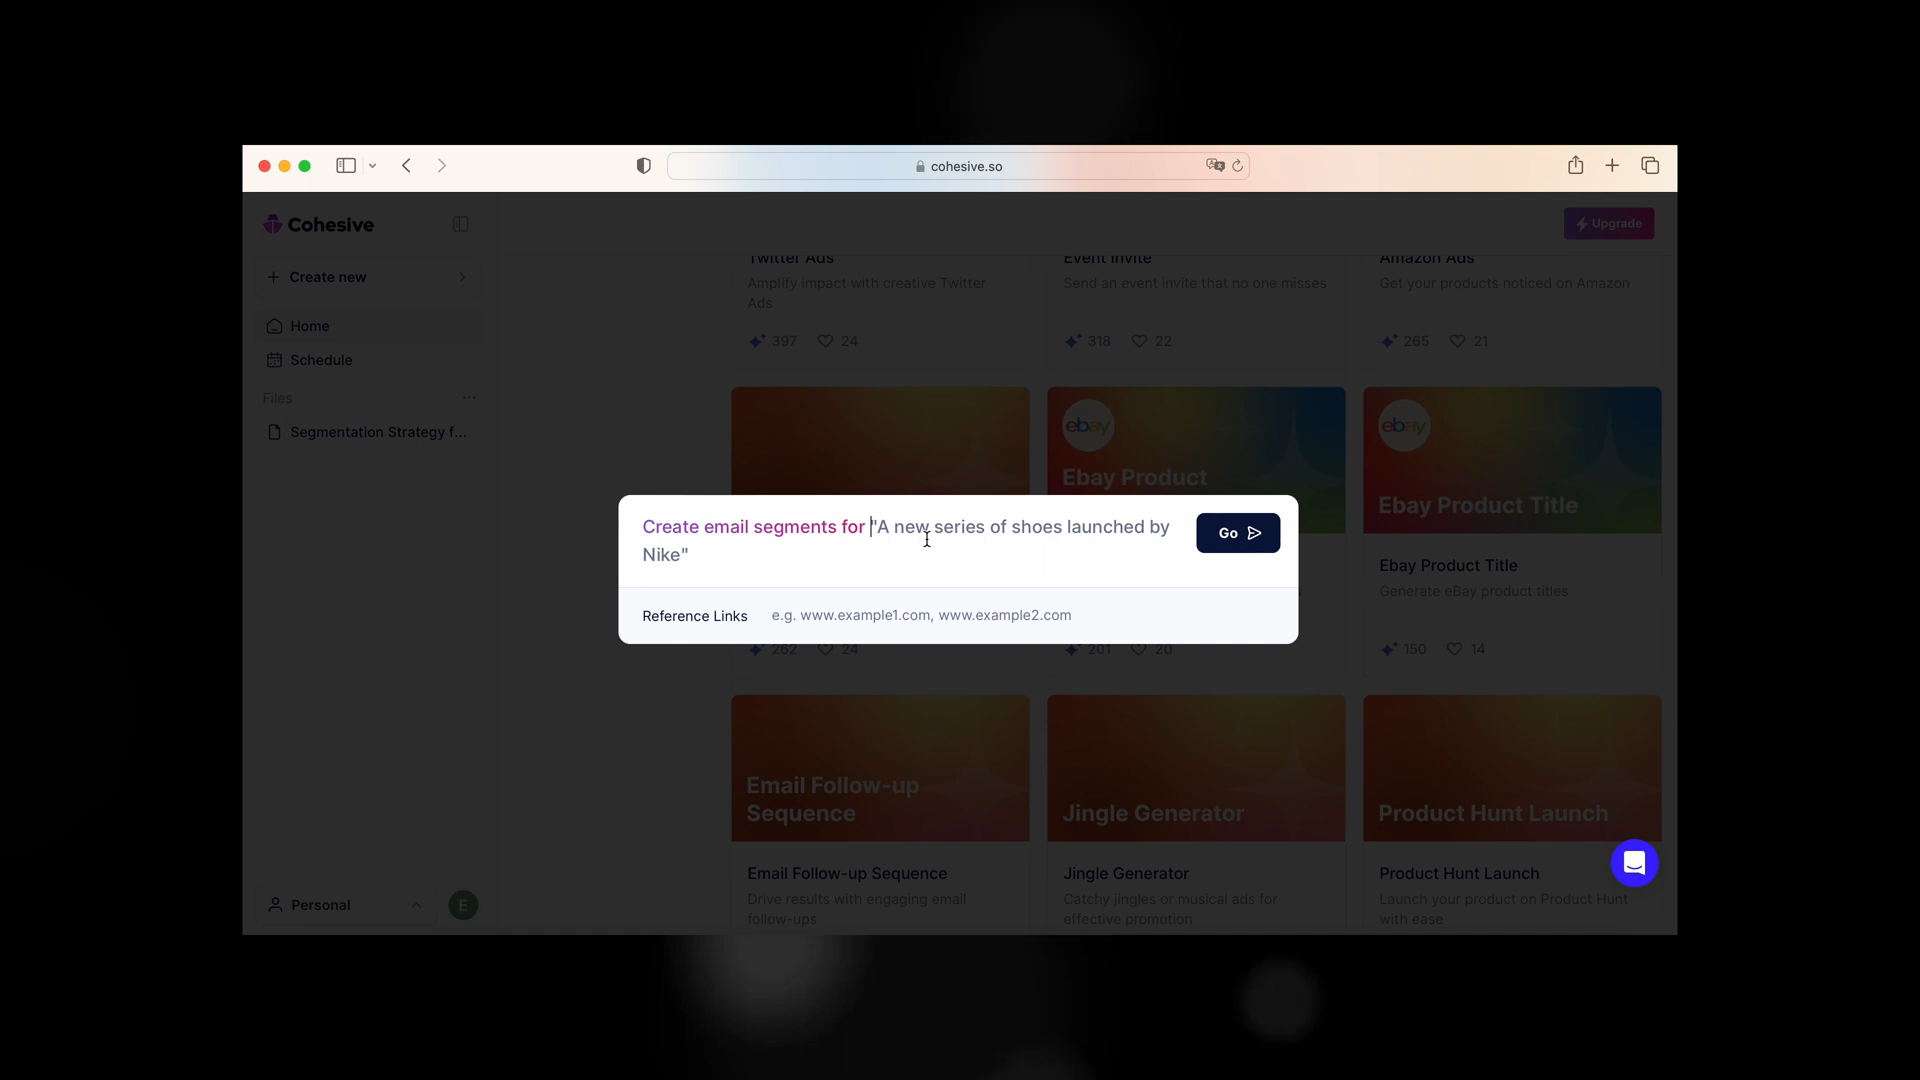 cohesive.so
Cohesive
Upgrade
Create new
Home
Schedule
Files
Segmentation Strategy f...
Personal
E
Twitter Ads
Amplify impact with creative Twitter
Ads
397 24
Event Invite
Send an event invite that no one misses
318 22
Amazon Ads
Get your products noticed on Amazon
265 21
ebay
Ebay Product
ebay
Ebay Product Title
Create email segments for "A new series of shoes launched by
Nike"
Go
Reference Links e.g. www.example1.com, www.example2.com
262 24
201 20
Ebay Product Title
Generate eBay product titles
150 14
Email Follow-up
Sequence
Email Follow-up Sequence
Drive results with engaging email
follow-ups
Jingle Generator
Jingle Generator
Catchy jingles or musical ads for
effective promotion
Product Hunt Launch
Product Hunt Launch
Launch your product on Product Hunt
with ease